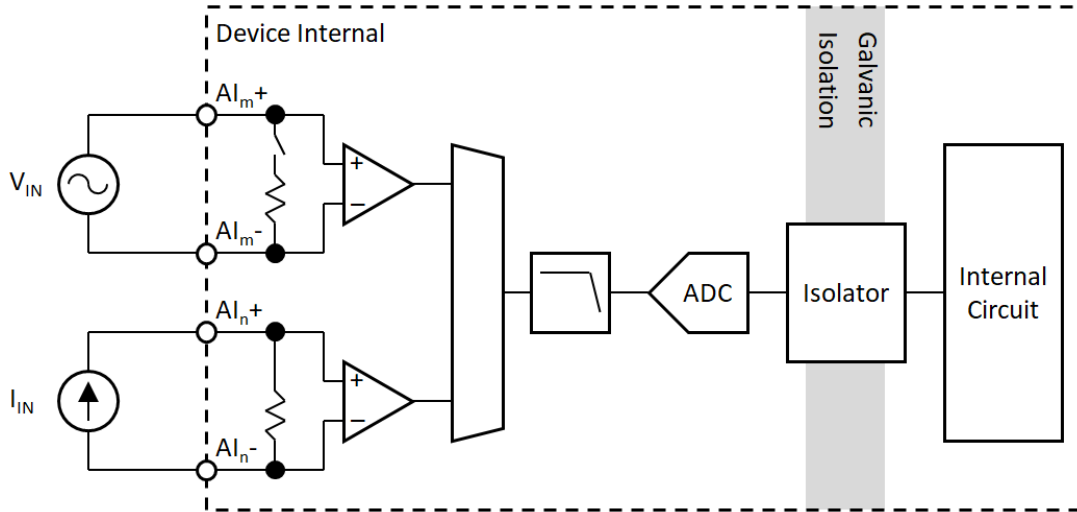 Device Internal
AIm+
VIN
AIm-
+
−
AIn+
IIN
AIn-
+
−
ADC
Galvanic
Isolation
Isolator
Internal
Circuit